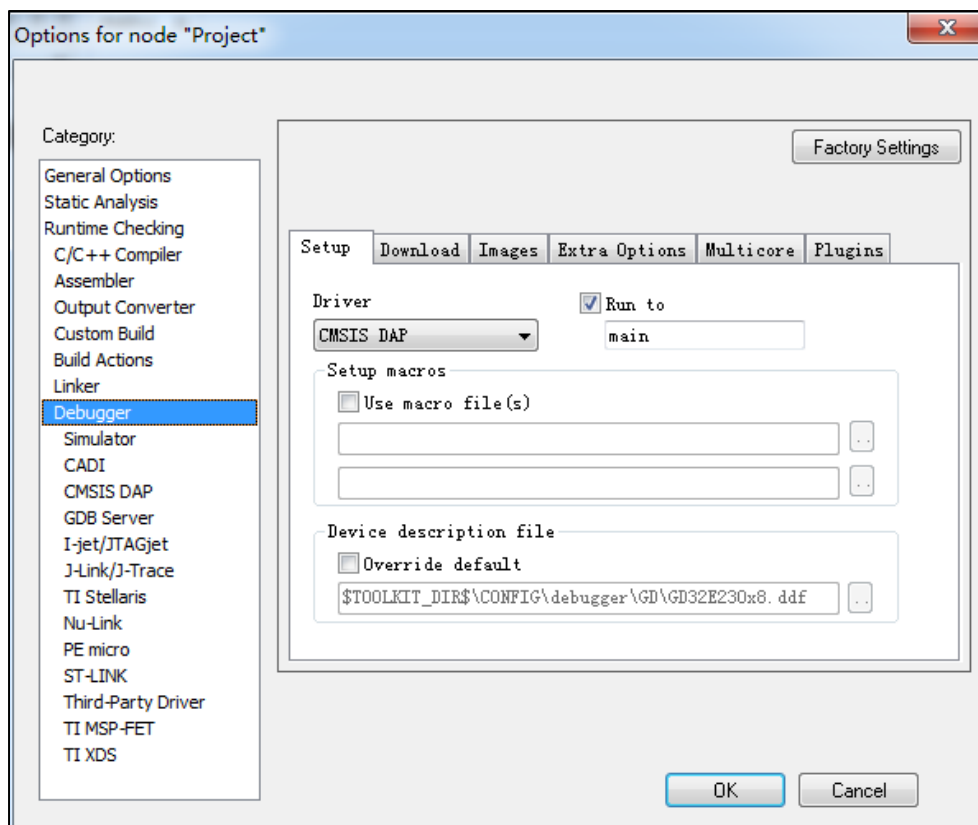 Options for node "Project"
Category:
Factory Settings
General Options
Static Analysis
Runtime Checking
C/C++ Compiler
Assembler
Output Converter
Custom Build
Build Actions
Linker
Debugger
Simulator
CADI
CMSIS DAP
GDB Server
I-jet/JTAGjet
J-Link/J-Trace
TI Stellaris
Nu-Link
PE micro
ST-LINK
Third-Party Driver
TI MSP-FET
TI XDS
Setup Download Images Extra Options Multicore Plugins
Driver
Run to
CMSIS DAP
main
Setup macros
Use macro file(s)
..
..
Device description file
Override default
$TOOLKIT_DIR$\CONFIG\debugger\GD\GD32E230x8.ddf
..
OK
Cancel